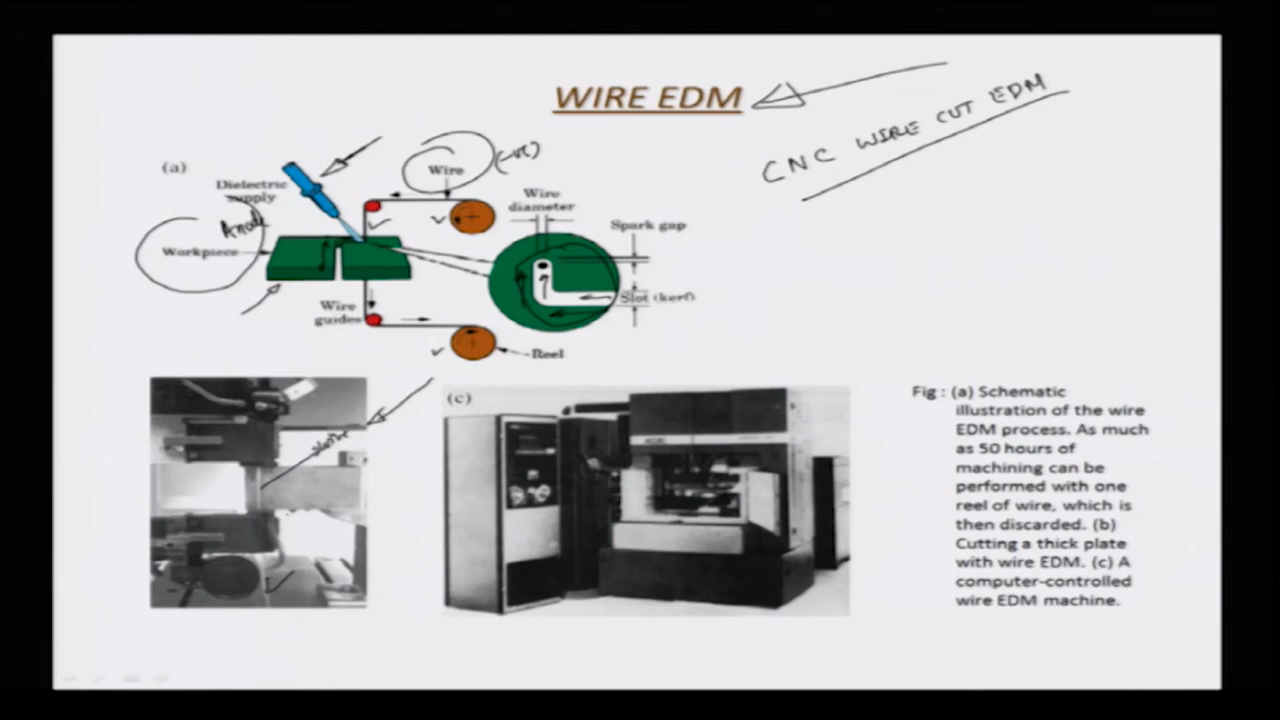 WIRE EDM
CNC WIRE CUT EDM
(a)
Dielectric
supply
Wire
(-ve)
Wire
diameter
Spark gap
Workpiece
Slot (kerf)
Wire
guides
Reel
(c)
Fig : (a) Schematic
illustration of the wire
EDM process. As much
as 50 hours of
machining can be
performed with one
reel of wire, which is
then discarded. (b)
Cutting a thick plate
with wire EDM. (c) A
computer-controlled
wire EDM machine.